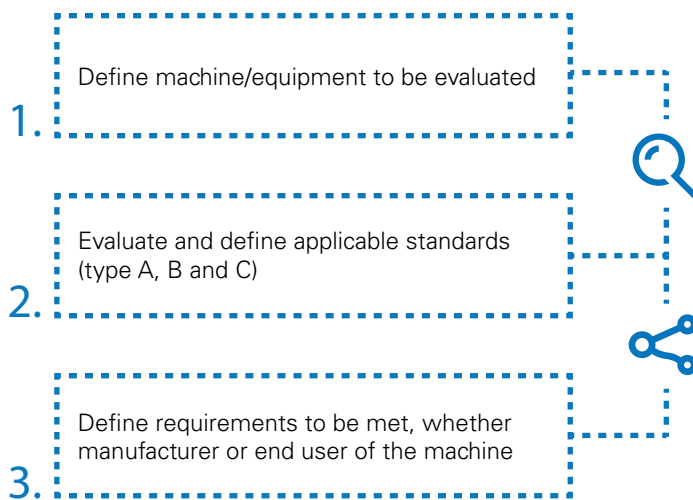 Define machine/equipment to be evaluated
1.
Evaluate and define applicable standards
(type A, B and C)
2.
Define requirements to be met, whether
manufacturer or end user of the machine
3.